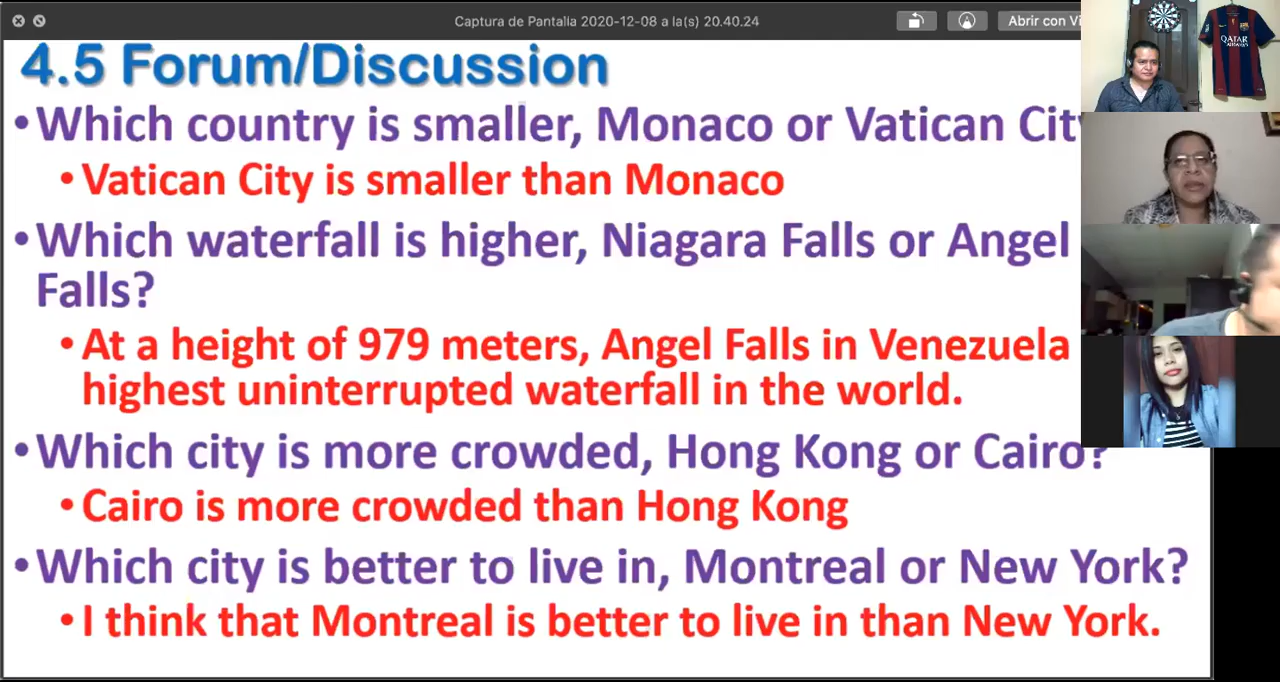 Captura de Pantalla 2020-12-08 a la(s) 20.40.24
Abrir con Vi
4.5 Forum/Discussion
QATAR
AIRWAYS
•Which country is smaller, Monaco or Vatican City
•Vatican City is smaller than Monaco
•Which waterfall is higher, Niagara Falls or Angel
Falls?
•At a height of 979 meters, Angel Falls in Venezuela
highest uninterrupted waterfall in the world.
•Which city is more crowded, Hong Kong or Cairo?
•Cairo is more crowded than Hong Kong
•Which city is better to live in, Montreal or New York?
•I think that Montreal is better to live in than New York.